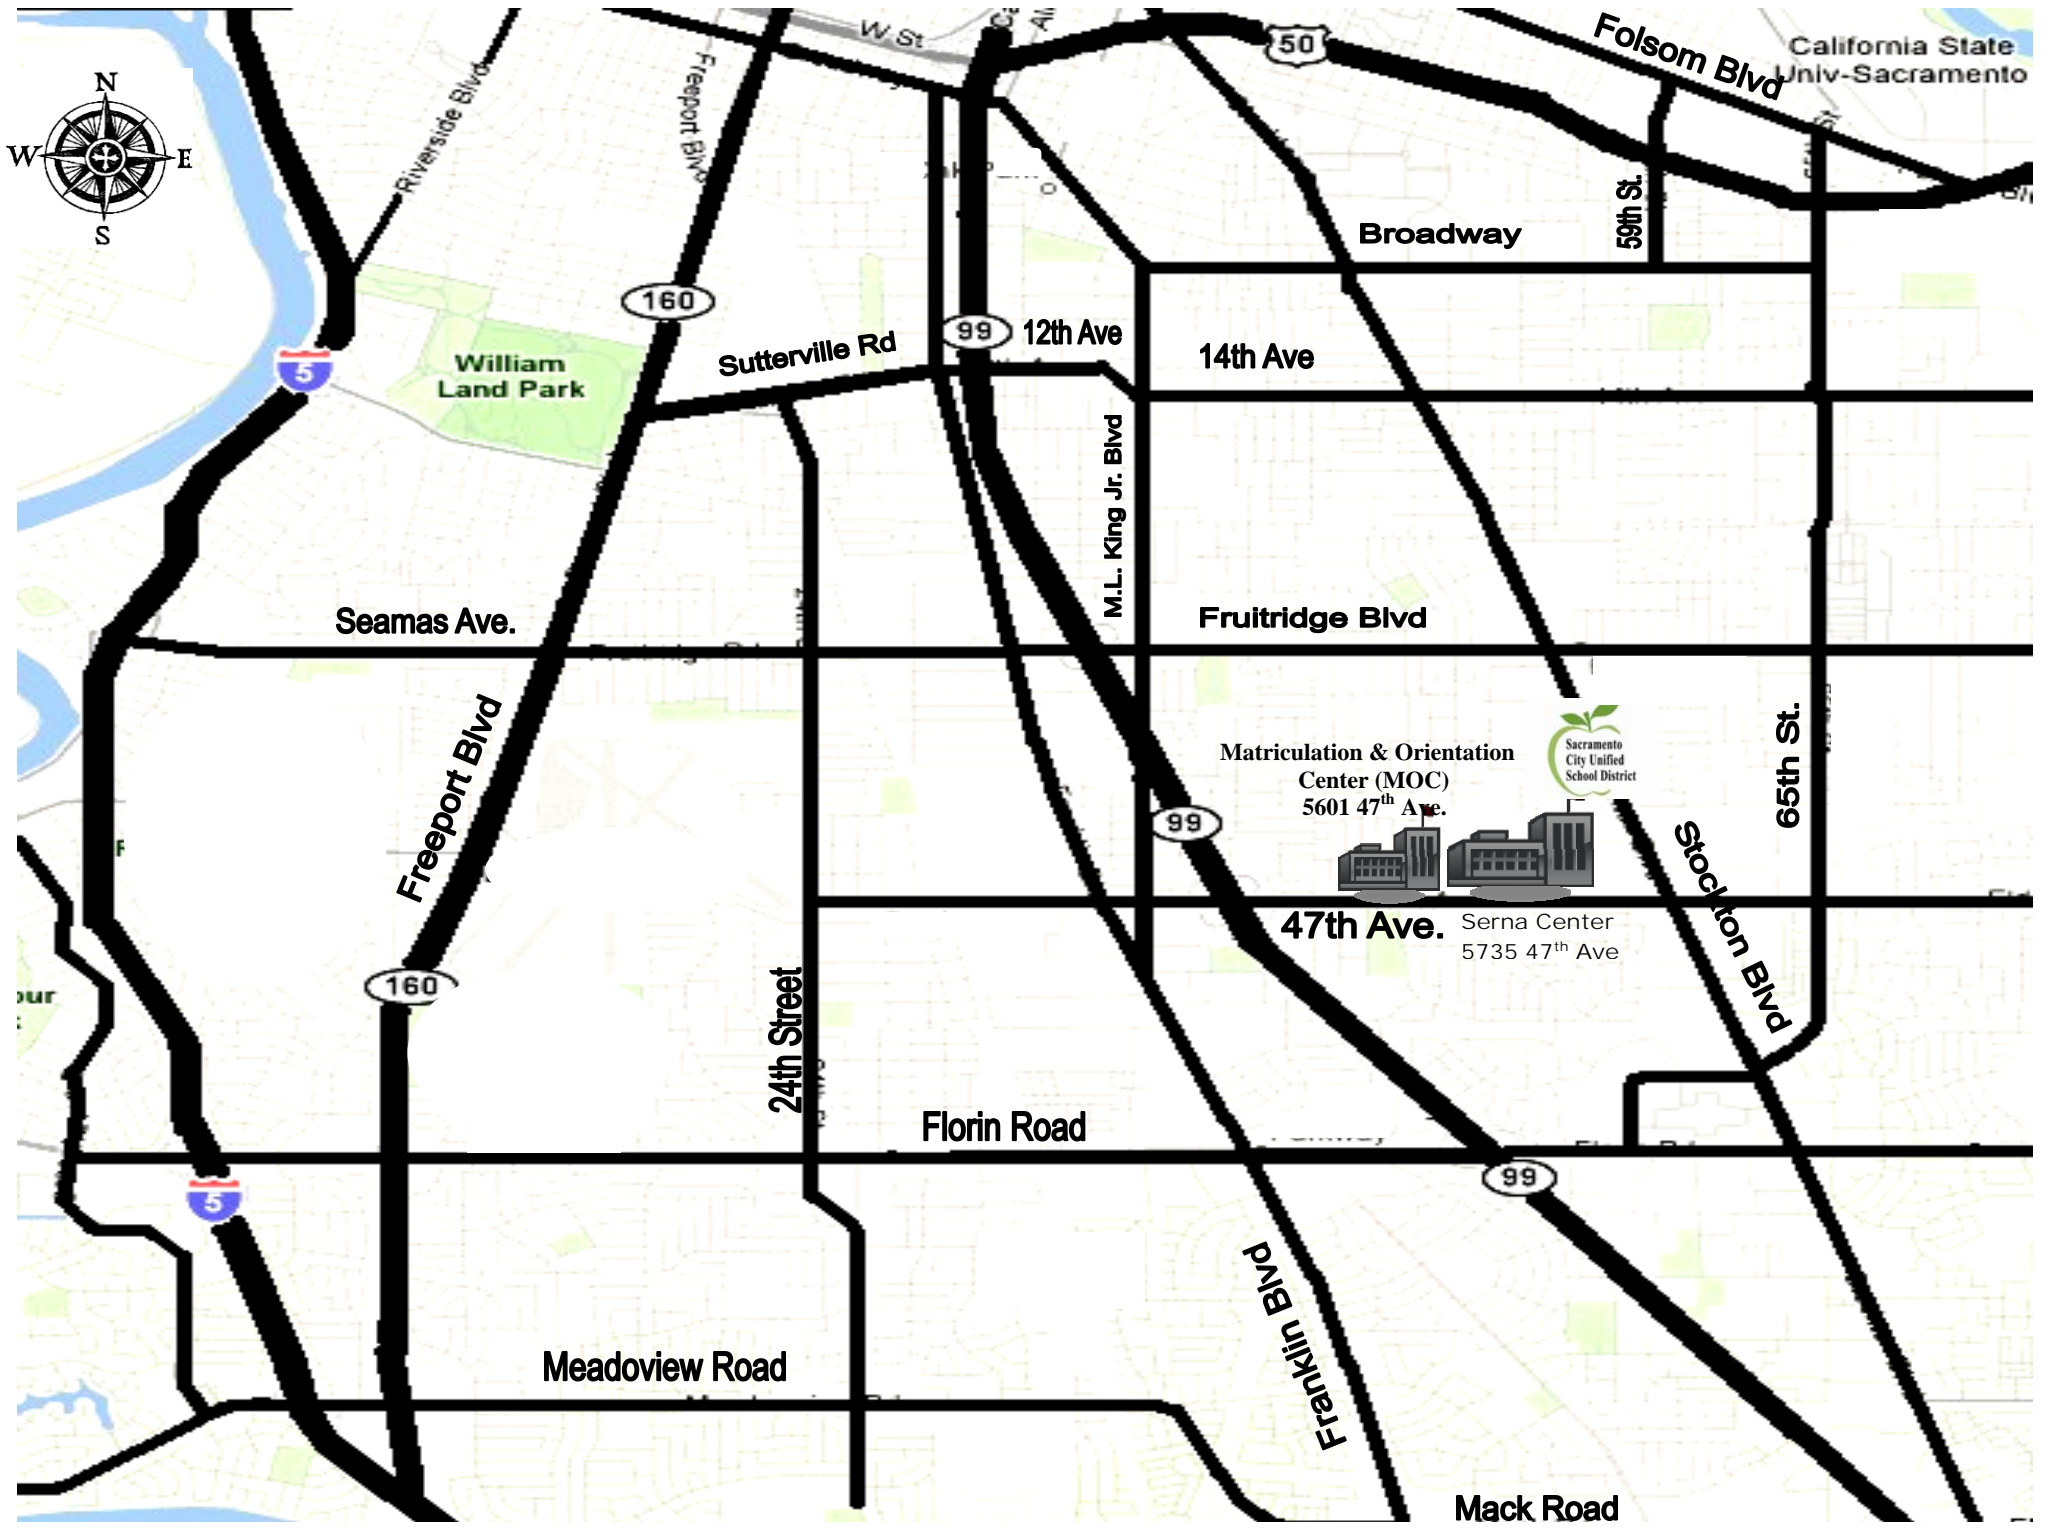 W St
50
Folsom Blvd
California State
Univ-Sacramento
N
W
E
S
Riverside Blvd
Freeport Blvd
59th St.
Broadway
160
99
12th Ave
14th Ave
Sutterville Rd
5
William
Land Park
M.L. King Jr. Blvd
Seamas Ave.
Fruitridge Blvd
Freeport Blvd
Matriculation & Orientation
Center (MOC)
5601 47th Ave.
Sacramento
City Unified
School District
65th St.
99
Stockton Blvd
47th Ave.
Serna Center
5735 47th Ave
160
24th Street
Florin Road
99
5
Franklin Blvd
Meadoview Road
Mack Road